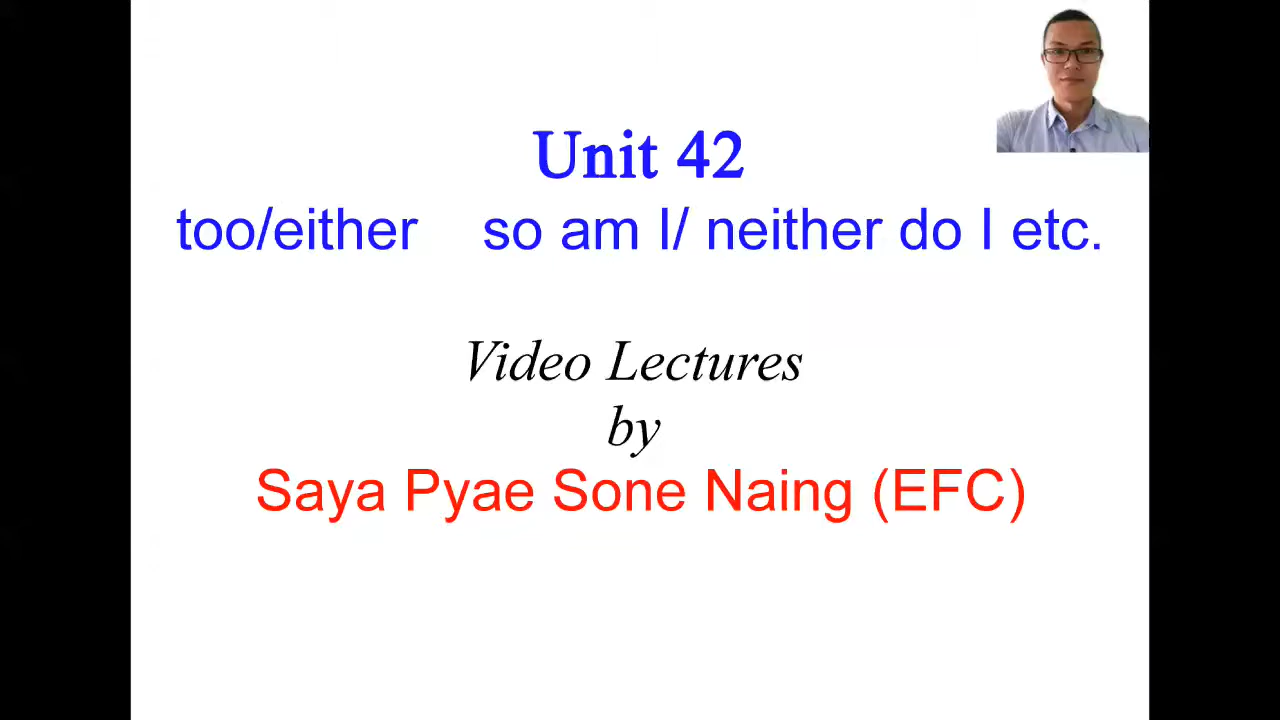 Unit 42
too/either so am I/ neither do I etc.
Video Lectures
by
Saya Pyae Sone Naing (EFC)